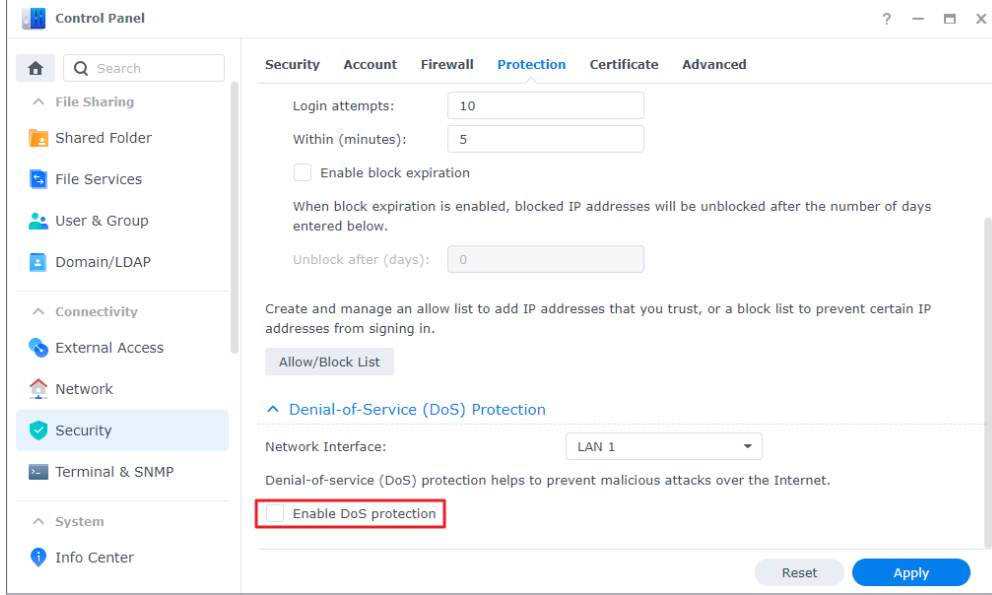 Control Panel
?
Search
File Sharing
Shared Folder
File Services
User & Group
Domain/LDAP
Connectivity
External Access
Network
Security
Terminal & SNMP
System
Info Center
Security Account Firewall Protection Certificate Advanced
Login attempts: 10
Within (minutes): 5
Enable block expiration
When block expiration is enabled, blocked IP addresses will be unblocked after the number of days
entered below.
Unblock after (days): 0
Create and manage an allow list to add IP addresses that you trust, or a block list to prevent certain IP
addresses from signing in.
Allow/Block List
Denial-of-Service (DoS) Protection
Network Interface: LAN 1
Denial-of-service (DoS) protection helps to prevent malicious attacks over the Internet.
Enable DoS protection
Reset Apply